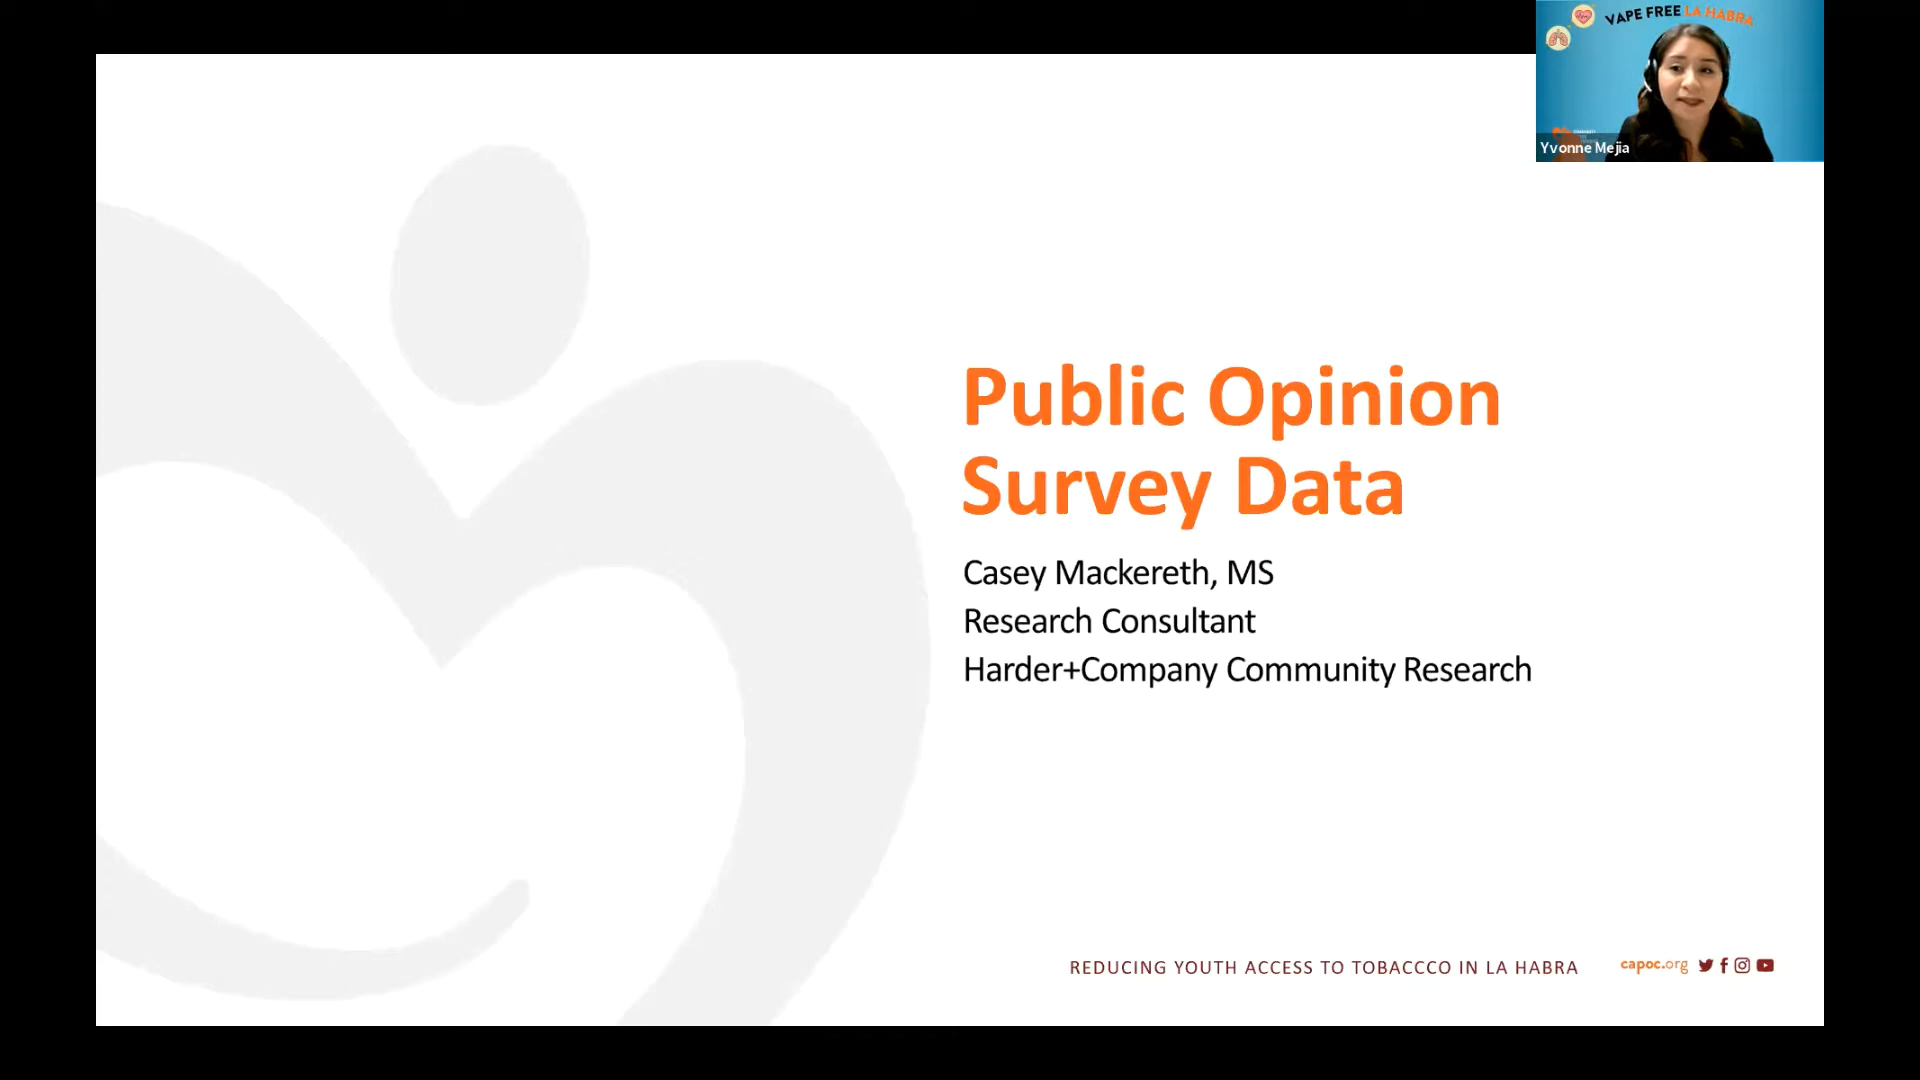 VAPE FREE LA HABRA
Yvonne Mejia
Public Opinion
Survey Data
Casey Mackereth, MS
Research Consultant
Harder+Company Community Research
REDUCING YOUTH ACCESS TO TOBACCCO IN LA HABRA
capoc.org